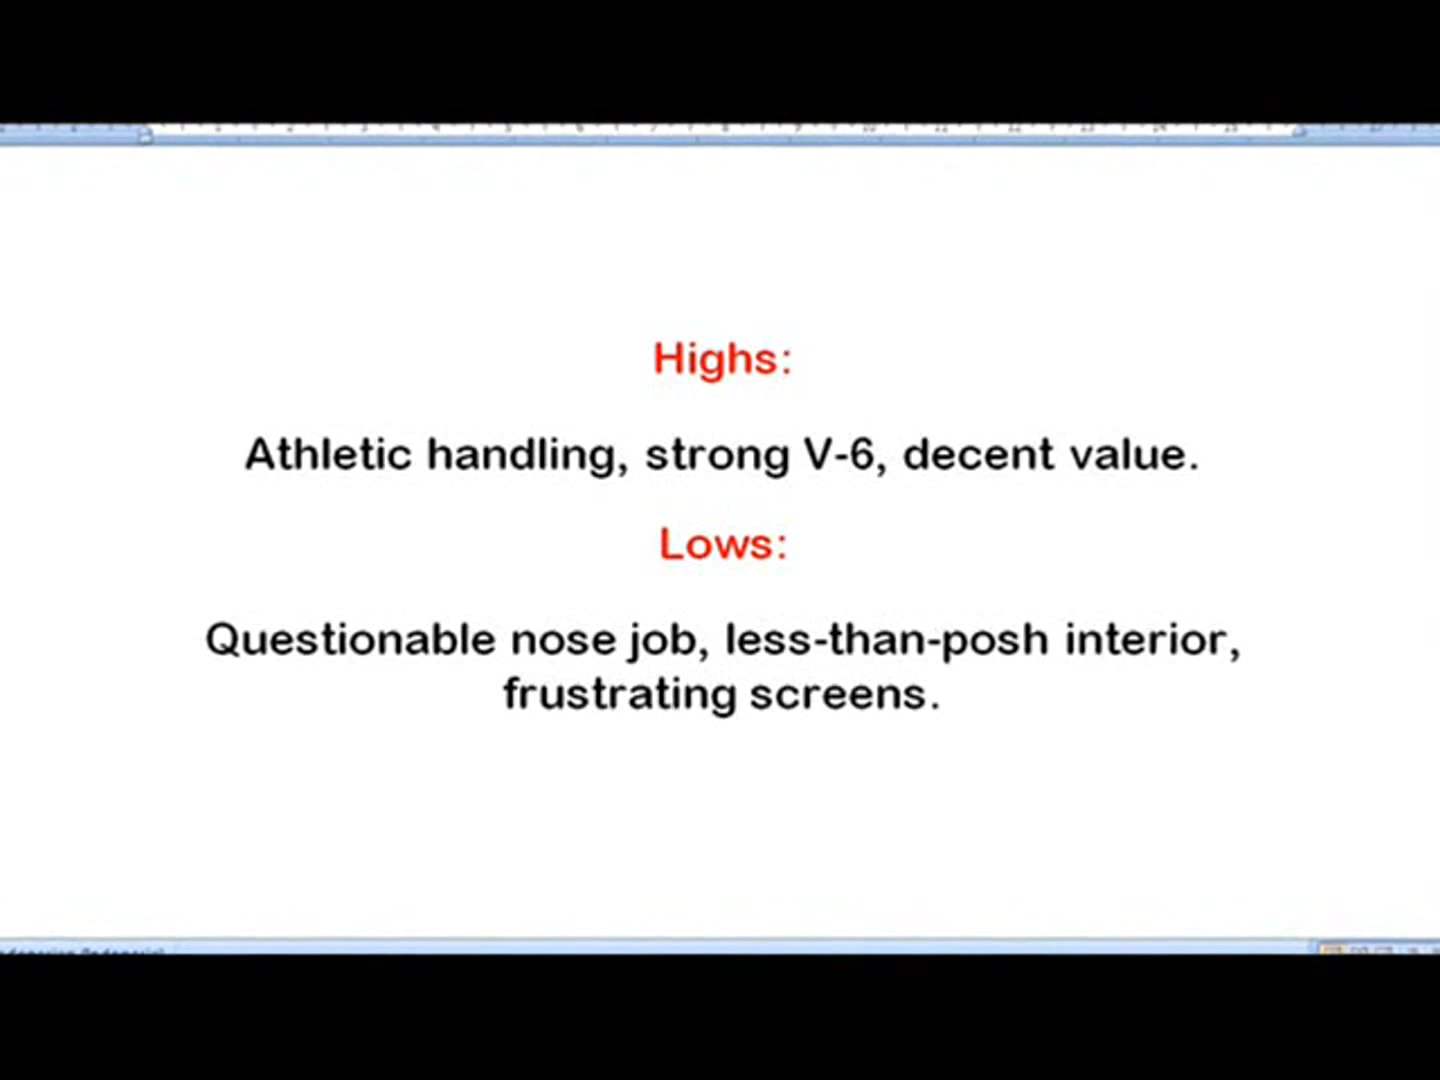 Highs:
Athletic handling, strong V-6, decent value.
Lows:
Questionable nose job, less-than-posh interior,
frustrating screens.